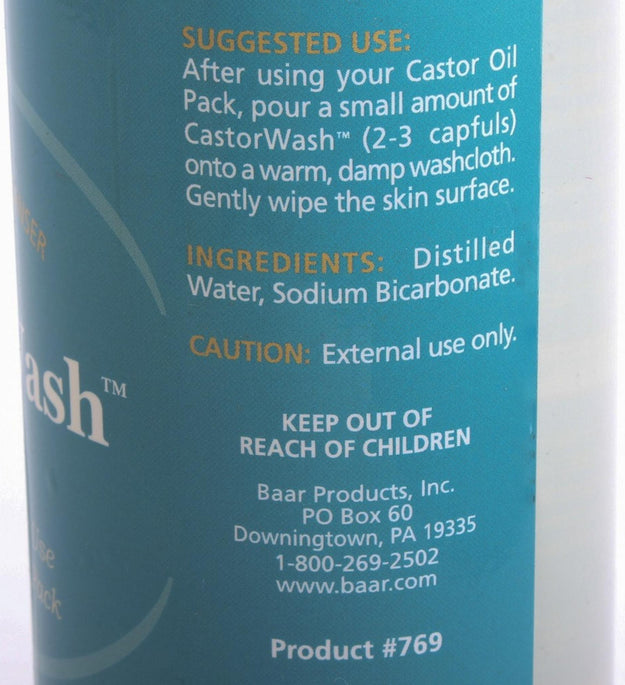 SUGGESTED USE:
After using your Castor Oil
Pack, pour a small amount of
CastorWash™ (2-3 capfuls)
onto a warm, damp washcloth.
Gently wipe the skin surface.
INGREDIENTS: Distilled
Water, Sodium Bicarbonate.
CAUTION: External use only.
KEEP OUT OF
REACH OF CHILDREN
Baar Products, Inc.
PO Box 60
Downingtown, PA 19335
1-800-269-2502
www.baar.com
Product #769
ash™